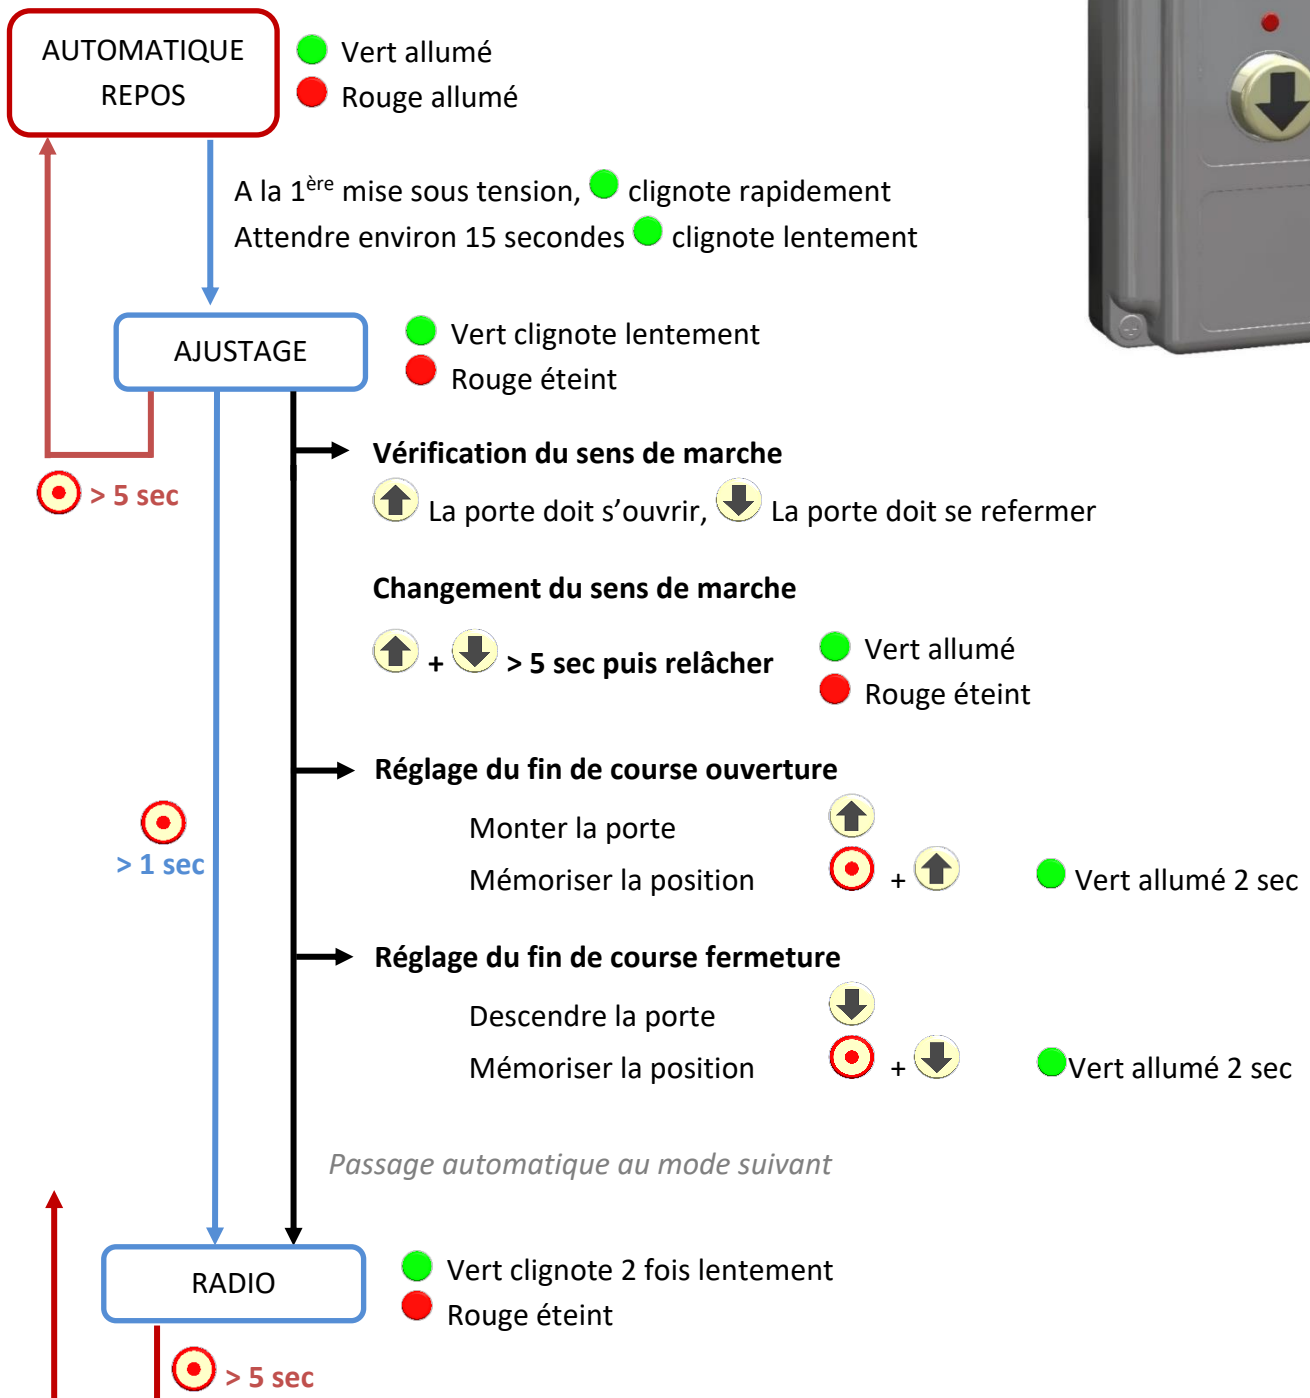 AUTOMATIQUE
REPOS
Vert allumé
Rouge allumé
A la 1ère mise sous tension, clignote rapidement
Attendre environ 15 secondes clignote lentement
AJUSTAGE
Vert clignote lentement
Rouge éteint
> 5 sec
Vérification du sens de marche
La porte doit s’ouvrir, La porte doit se refermer
Changement du sens de marche
+ > 5 sec puis relâcher
Vert allumé
Rouge éteint
Réglage du fin de course ouverture
Monter la porte
Mémoriser la position + Vert allumé 2 sec
> 1 sec
Réglage du fin de course fermeture
Descendre la porte
Mémoriser la position + Vert allumé 2 sec
Passage automatique au mode suivant
RADIO
Vert clignote 2 fois lentement
Rouge éteint
> 5 sec